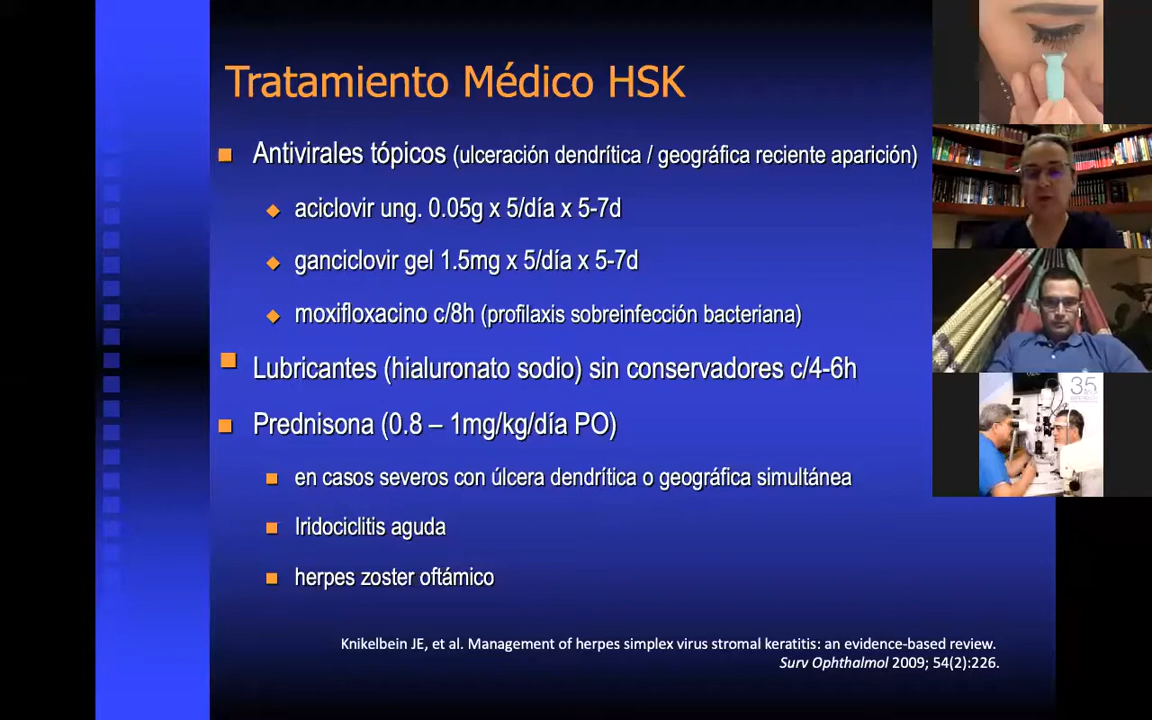 Tratamiento Médico HSK
Antivirales tópicos (ulceración dendrítica / geográfica reciente aparición)
aciclovir ung. 0.05g x 5/día x 5-7d
ganciclovir gel 1.5mg x 5/día x 5-7d
moxifloxacino c/8h (profilaxis sobreinfección bacteriana)
Lubricantes (hialuronato sodio) sin conservadores c/4-6h
Prednisona (0.8 – 1mg/kg/día PO)
en casos severos con úlcera dendrítica o geográfica simultánea
Iridociclitis aguda
herpes zoster oftámico
Knikelbein JE, et al. Management of herpes simplex virus stromal keratitis: an evidence-based review.
Surv Ophthalmol 2009; 54(2):226.
35